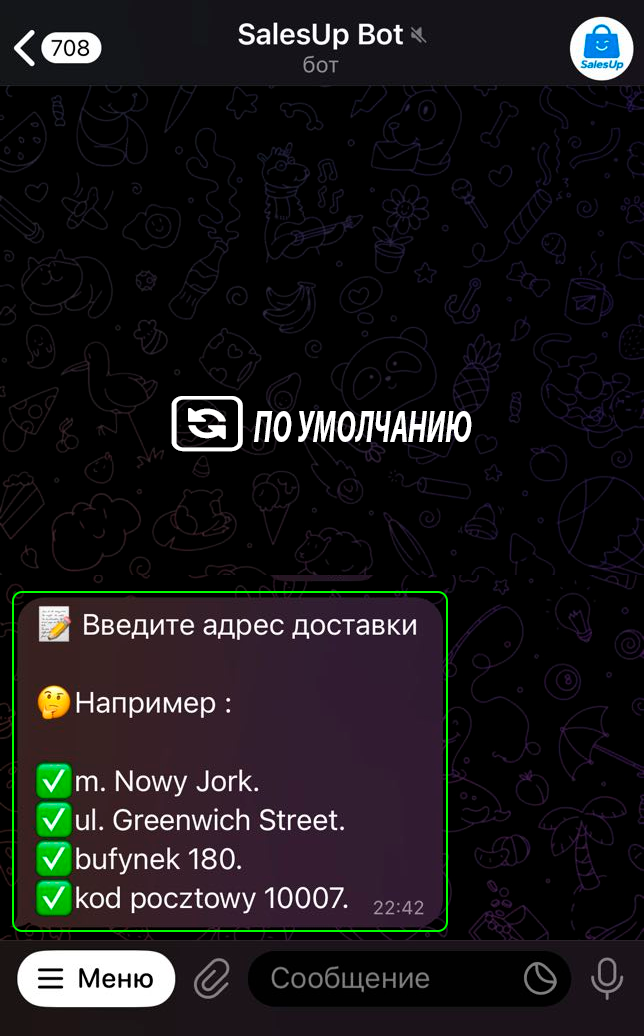 708
SalesUp Bot
бот
SalesUp
ПО УМОЛЧАНИЮ
Введите адрес доставки
Например :
m. Nowy Jork.
ul. Greenwich Street.
bufynek 180.
kod pocztowy 10007.
22:42
Меню
Сообщение